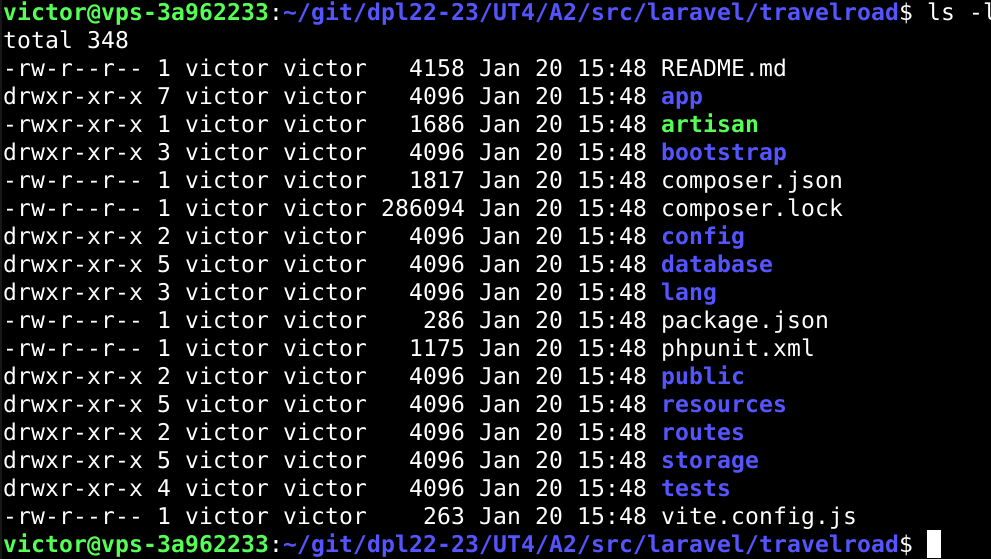 victor@vps-3a962233:~/git/dpl22-23/UT4/A2/src/laravel/travelroad$ ls -l
total 348
-rw-r--r-- 1 victor victor   4158 Jan 20 15:48 README.md
drwxr-xr-x 7 victor victor   4096 Jan 20 15:48 app
-rwxr-xr-x 1 victor victor   1686 Jan 20 15:48 artisan
drwxr-xr-x 3 victor victor   4096 Jan 20 15:48 bootstrap
-rw-r--r-- 1 victor victor   1817 Jan 20 15:48 composer.json
-rw-r--r-- 1 victor victor 286094 Jan 20 15:48 composer.lock
drwxr-xr-x 2 victor victor   4096 Jan 20 15:48 config
drwxr-xr-x 5 victor victor   4096 Jan 20 15:48 database
drwxr-xr-x 3 victor victor   4096 Jan 20 15:48 lang
-rw-r--r-- 1 victor victor    286 Jan 20 15:48 package.json
-rw-r--r-- 1 victor victor   1175 Jan 20 15:48 phpunit.xml
drwxr-xr-x 2 victor victor   4096 Jan 20 15:48 public
drwxr-xr-x 5 victor victor   4096 Jan 20 15:48 resources
drwxr-xr-x 2 victor victor   4096 Jan 20 15:48 routes
drwxr-xr-x 5 victor victor   4096 Jan 20 15:48 storage
drwxr-xr-x 4 victor victor   4096 Jan 20 15:48 tests
-rw-r--r-- 1 victor victor    263 Jan 20 15:48 vite.config.js
victor@vps-3a962233:~/git/dpl22-23/UT4/A2/src/laravel/travelroad$